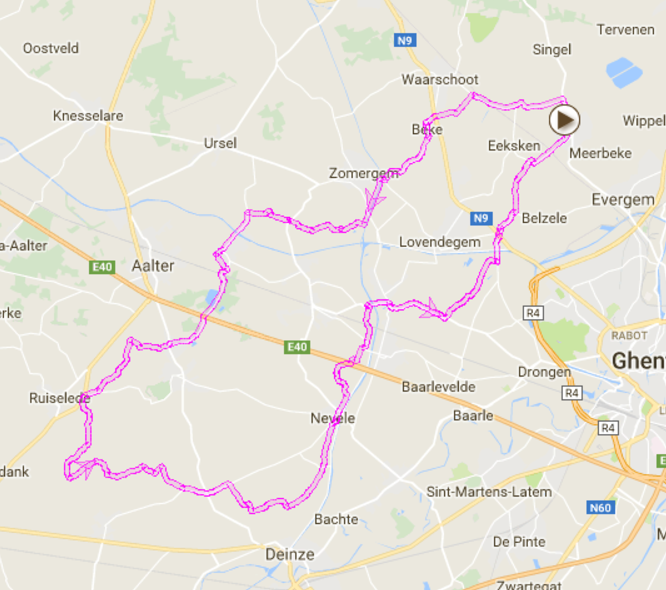 Tervenen
Oostveld
N9
Singel
Waarschoot
Knesselare
Wippel
Beke
Ursel
Eeksken
Meerbeke
Zomergem
Evergem
N9
Belzele
a-Aalter
Lovendegem
E40
Aalter
erke
R4
RABOT
E40
Ghen
Drongen
Baarlevelde
R4
Ruiselede
Baarle
Nevele
R4
dank
E
Sint-Martens-Latem
N60
Bachte
M
De Pinte
Deinze
Zwartegat